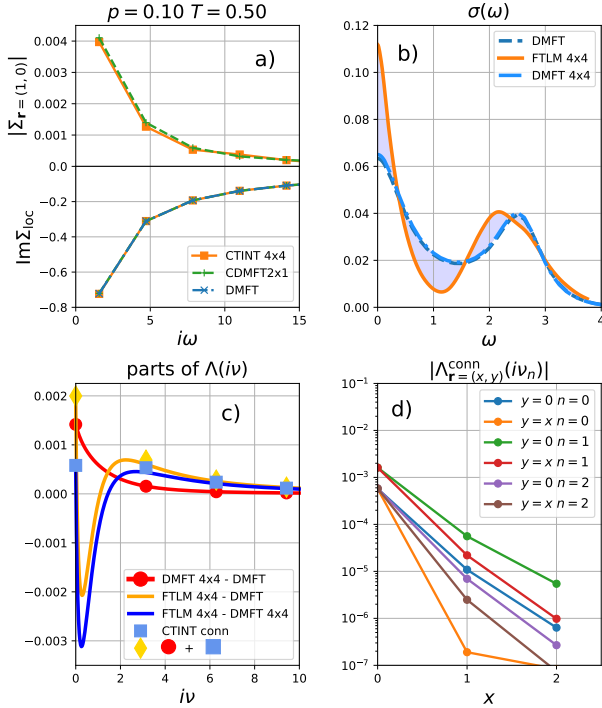 p = 0.10 T = 0.50
σ(ω)
a)
b)
|Σ_r = (1, 0)|
0.004
0.003
0.002
0.001
0.0
−0.2
−0.4
−0.6
−0.8
ImΣ_loc
CTINT 4x4
CDMFT2x1
DMFT
0 5 10 15
iω
0.12
0.10
0.08
0.06
0.04
0.02
0.00
DMFT
FTLM 4x4
DMFT 4x4
0 1 2 3 4
ω
parts of Λ(iν)
|Λ^conn_r = (x, y)(iν_n)|
c)
d)
0.002
0.001
0.000
−0.001
−0.002
−0.003
DMFT 4x4 - DMFT
FTLM 4x4 - DMFT
FTLM 4x4 - DMFT 4x4
CTINT conn
+
0 2 4 6 8 10
iν
10^−1
10^−2
10^−3
10^−4
10^−5
10^−6
10^−7
y = 0 n = 0
y = x n = 0
y = 0 n = 1
y = x n = 1
y = 0 n = 2
y = x n = 2
0 1 2
x